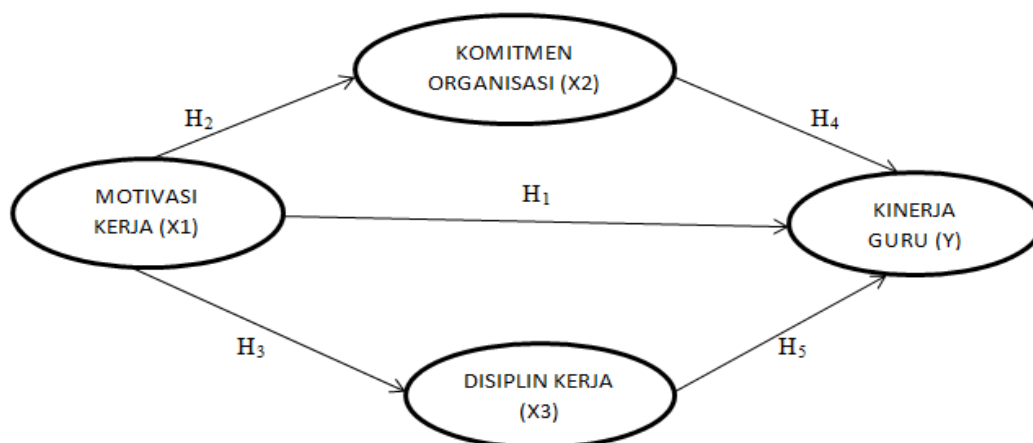 KOMITMEN
ORGANISASI (X2)
H₂
H₄
MOTIVASI
KERJA (X1)
H₁
KINERJA
GURU (Y)
H₃
H₅
DISIPLIN KERJA
(X3)